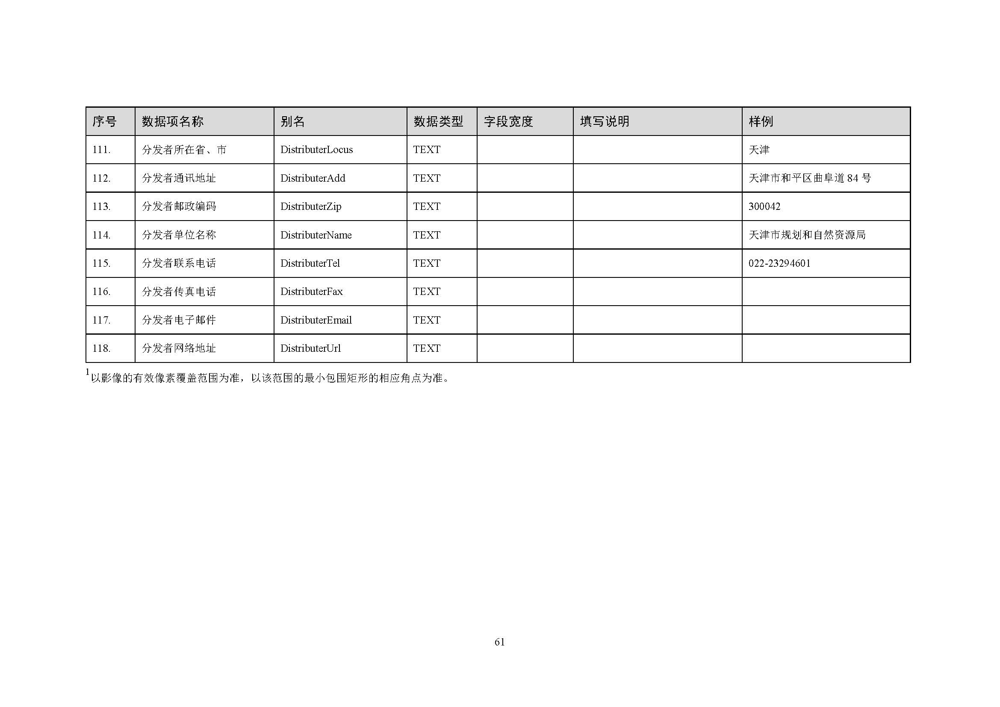 序号 数据项名称 别名 数据类型 字段宽度 填写说明 样例
111. 分发者所在省、市 DistributerLocus TEXT 天津
112. 分发者通讯地址 DistributerAdd TEXT 天津市和平区曲阜道 84 号
113. 分发者邮政编码 DistributerZip TEXT 300042
114. 分发者单位名称 DistributerName TEXT 天津市规划和自然资源局
115. 分发者联系电话 DistributerTel TEXT 022-23294601
116. 分发者传真电话 DistributerFax TEXT
117. 分发者电子邮件 DistributerEmail TEXT
118. 分发者网络地址 DistributerUrl TEXT
1以影像的有效像素覆盖范围为准，以该范围的最小包围矩形的相应角点为准。
61